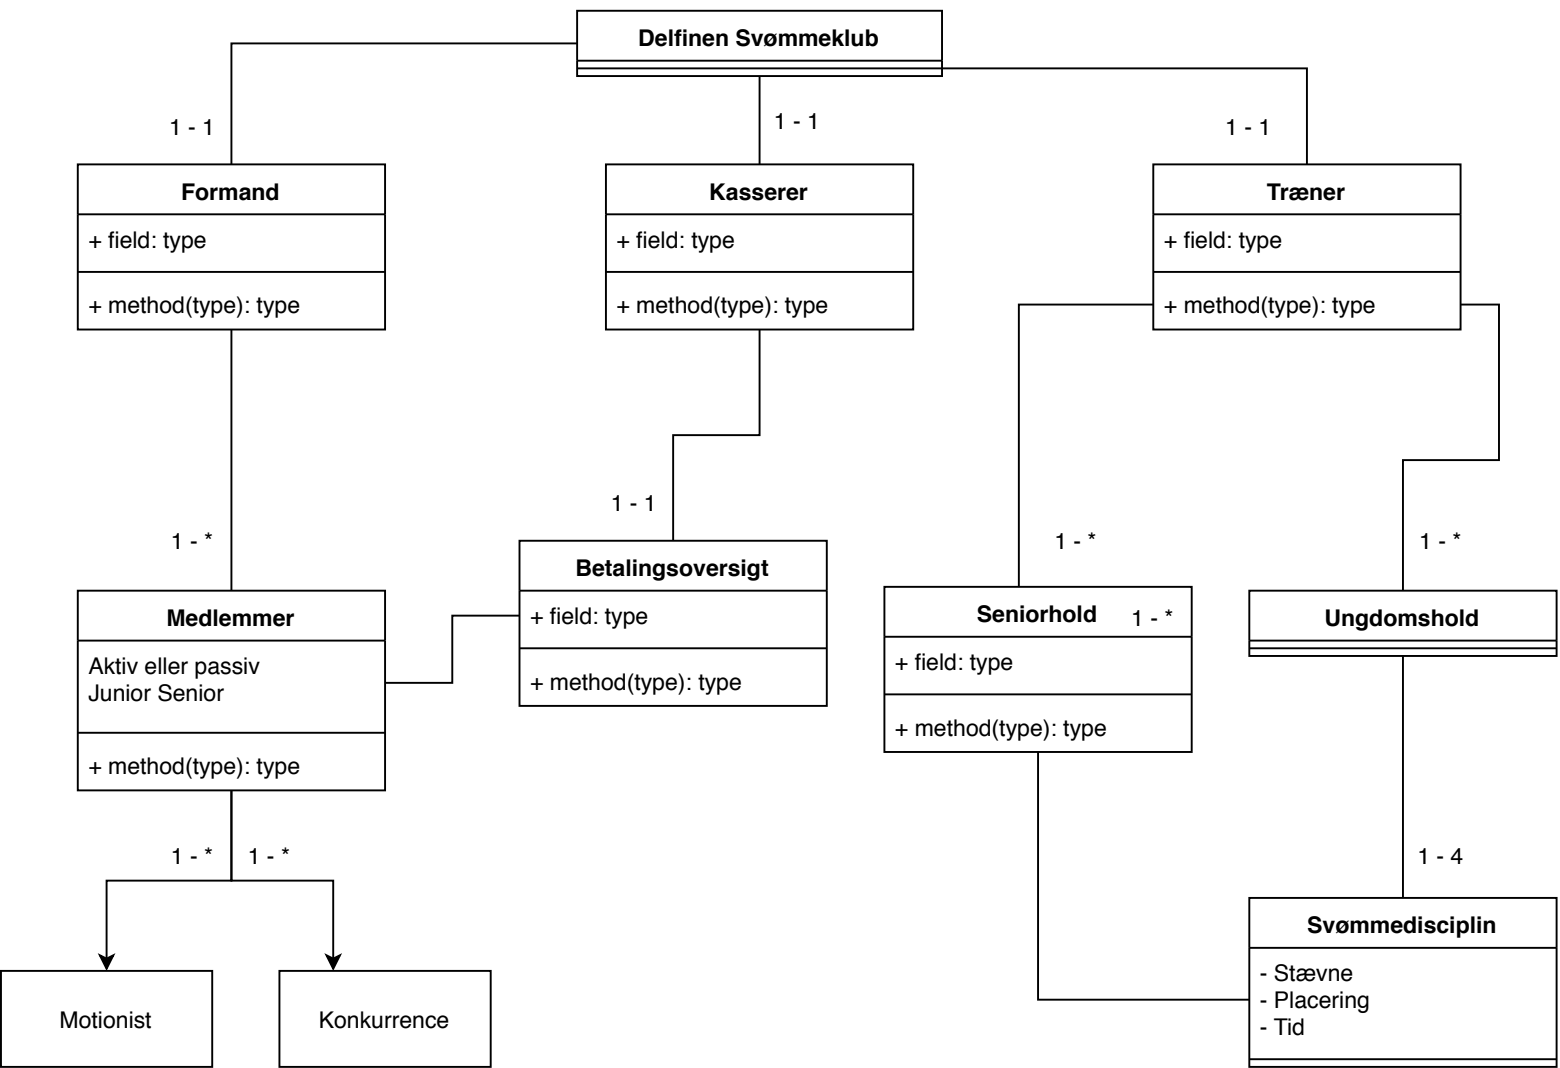 Delfinen Svømmeklub
1 - 1
1 - 1
1 - 1
Formand
+ field: type
+ method(type): type
Kasserer
+ field: type
+ method(type): type
Træner
+ field: type
+ method(type): type
1 - *
1 - 1
1 - *
1 - *
Medlemmer
Aktiv eller passiv
Junior Senior
+ method(type): type
Betalingsoversigt
+ field: type
+ method(type): type
Seniorhold
1 - *
+ field: type
+ method(type): type
Ungdomshold
1 - *
1 - *
1 - 4
Motionist
Konkurrence
Svømmedisciplin
- Stævne
- Placering
- Tid